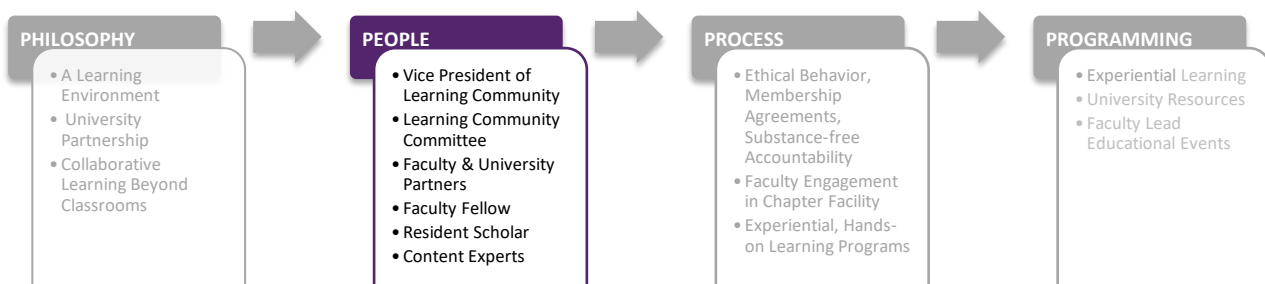 PHILOSOPHY
• A Learning
Environment
• University
Partnership
• Collaborative
Learning Beyond
Classrooms
PEOPLE
• Vice President of
Learning Community
• Learning Community
Committee
• Faculty & University
Partners
• Faculty Fellow
• Resident Scholar
• Content Experts
PROCESS
• Ethical Behavior,
Membership
Agreements,
Substance-free
Accountability
• Faculty Engagement
in Chapter Facility
• Experiential, Hands-
on Learning Programs
PROGRAMMING
• Experiential Learning
• University Resources
• Faculty Lead
Educational Events